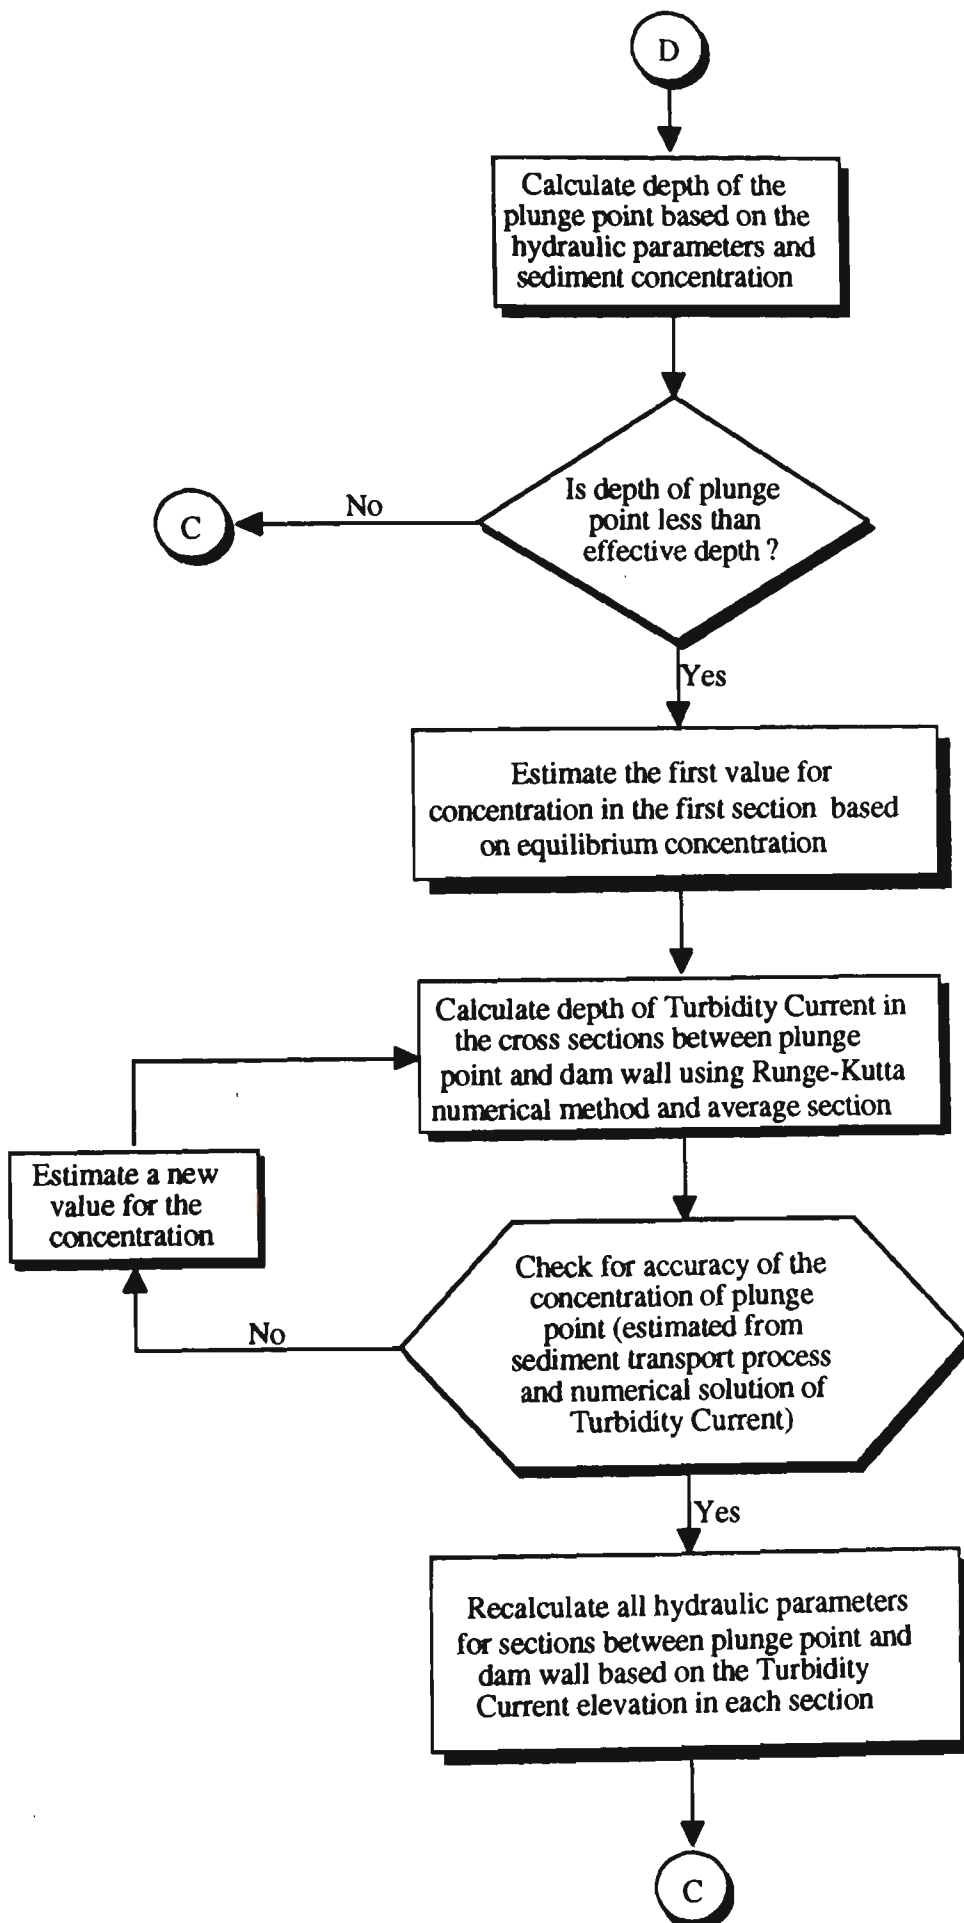 D
Calculate depth of the
plunge point based on the
hydraulic parameters and
sediment concentration
Is depth of plunge
point less than
effective depth ?
No
C
Yes
Estimate the first value for
concentration in the first section based
on equilibrium concentration
Calculate depth of Turbidity Current in
the cross sections between plunge
point and dam wall using Runge-Kutta
numerical method and average section
Estimate a new
value for the
concentration
Check for accuracy of the
concentration of plunge
point (estimated from
sediment transport process
and numerical solution of
Turbidity Current)
No
Yes
Recalculate all hydraulic parameters
for sections between plunge point and
dam wall based on the Turbidity
Current elevation in each section
C